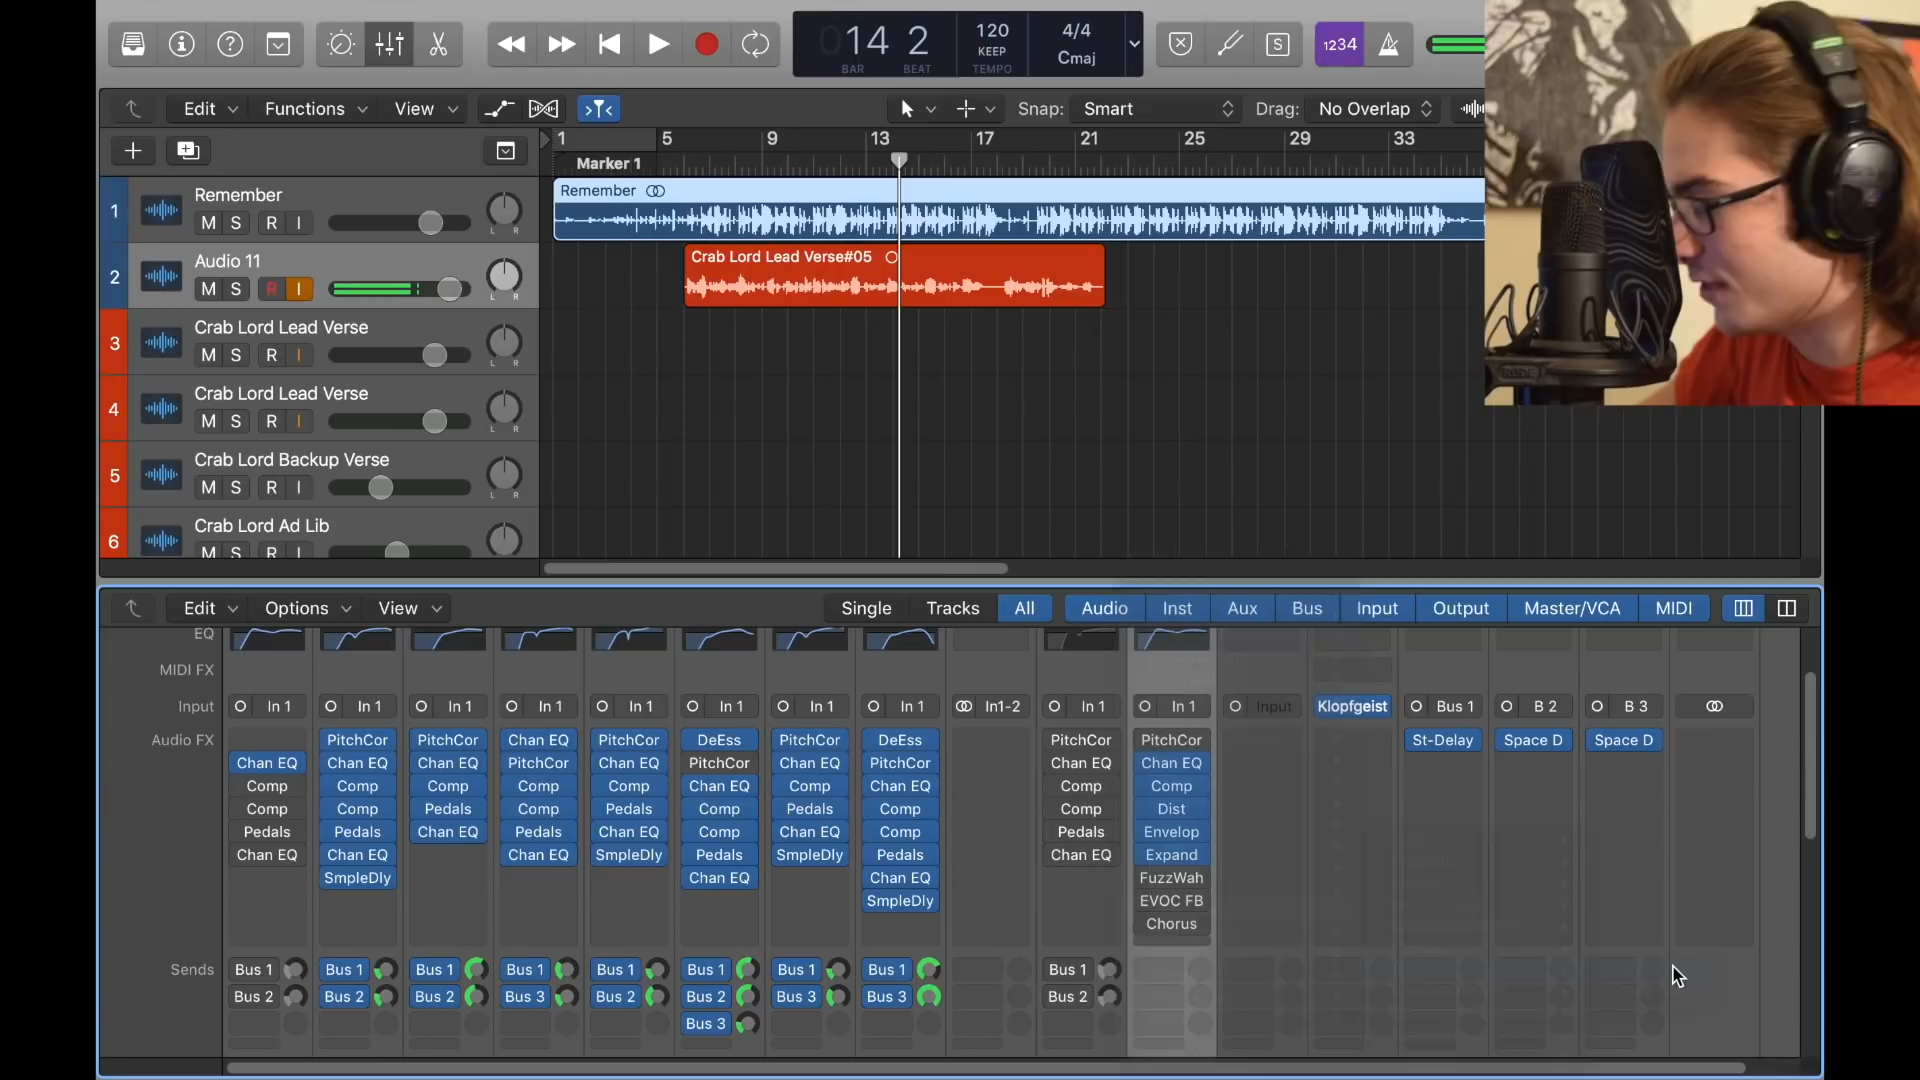 014 2
BAR BEAT
120
KEEP
TEMPO
4/4
Cmaj
S
1234
Edit Functions View Snap: Smart Drag: No Overlap
1 5 9 13 17 21 25 29 33
Marker 1
1 Remember
M S R I
L R
Remember
2 Audio 11
M S R I
L R
Crab Lord Lead Verse#05
3 Crab Lord Lead Verse
M S R I
L R
4 Crab Lord Lead Verse
M S R I
L R
5 Crab Lord Backup Verse
M S R I
L R
6 Crab Lord Ad Lib
M S R I
RODE
Edit Options View Single Tracks All Audio Inst Aux Bus Input Output Master/VCA MIDI
EQ
MIDI FX
Input In 1 In 1 In 1 In 1 In 1 In 1 In 1 In 1 In1-2 In 1 In 1 Input Klopfgeist Bus 1 B 2 B 3
Audio FX PitchCor PitchCor Chan EQ PitchCor DeEss PitchCor DeEss PitchCor PitchCor St-Delay Space D Space D
Chan EQ Chan EQ Chan EQ PitchCor Chan EQ PitchCor Chan EQ PitchCor Chan EQ Chan EQ
Comp Comp Comp Comp Comp Chan EQ Comp Chan EQ Comp Comp
Comp Comp Pedals Comp Pedals Comp Pedals Comp Comp Dist
Pedals Pedals Chan EQ Pedals Chan EQ Comp Chan EQ Comp Pedals Envelop
Chan EQ Chan EQ Chan EQ SmpleDly Pedals SmpleDly Pedals Chan EQ Expand
SmpleDly Chan EQ Chan EQ FuzzWah
SmpleDly EVOC FB
Chorus
Sends Bus 1 Bus 1 Bus 1 Bus 1 Bus 1 Bus 1 Bus 1 Bus 1 Bus 1
Bus 2 Bus 2 Bus 2 Bus 3 Bus 2 Bus 2 Bus 3 Bus 3 Bus 2
Bus 3